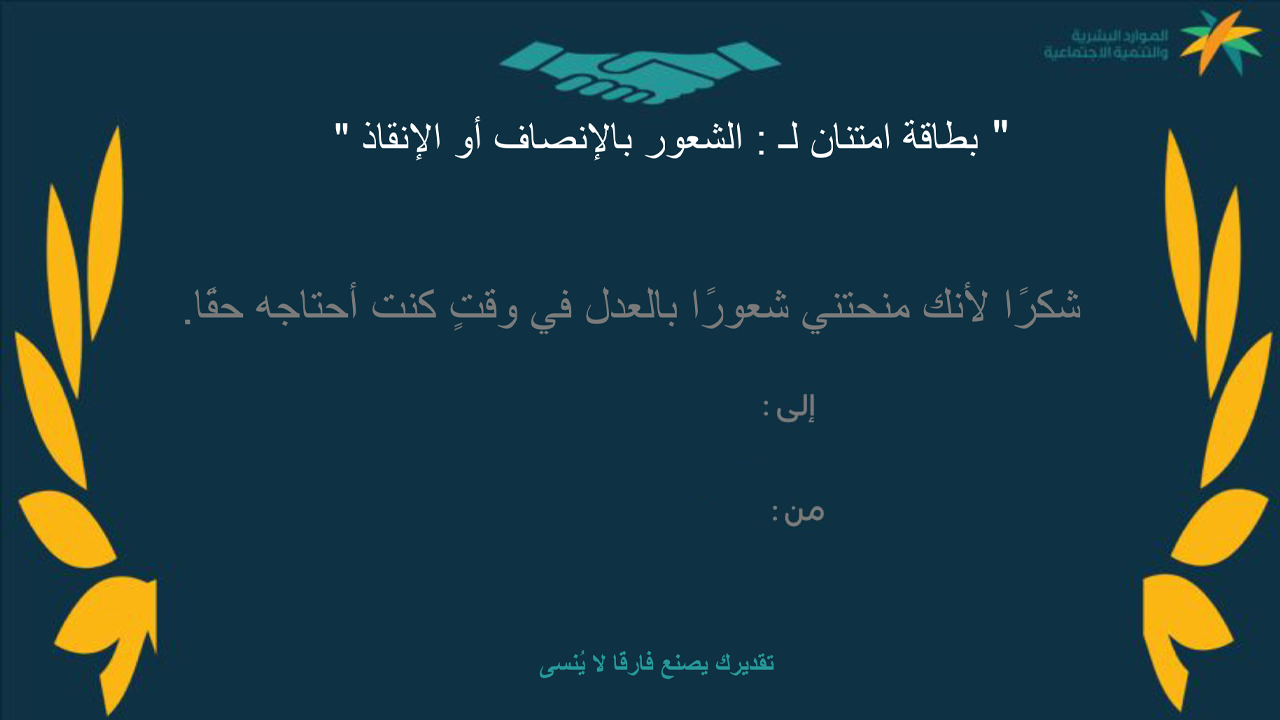 الموارد البشرية
والتنمية الاجتماعية
" بطاقة امتنان لـ : الشعور بالإنصاف أو الإنقاذ "
شكرًا لأنك منحتني شعورًا بالعدل في وقتٍ كنت أحتاجه حقًا.
إلى :
من :
تقديرك يصنع فارقا لا يُنسى